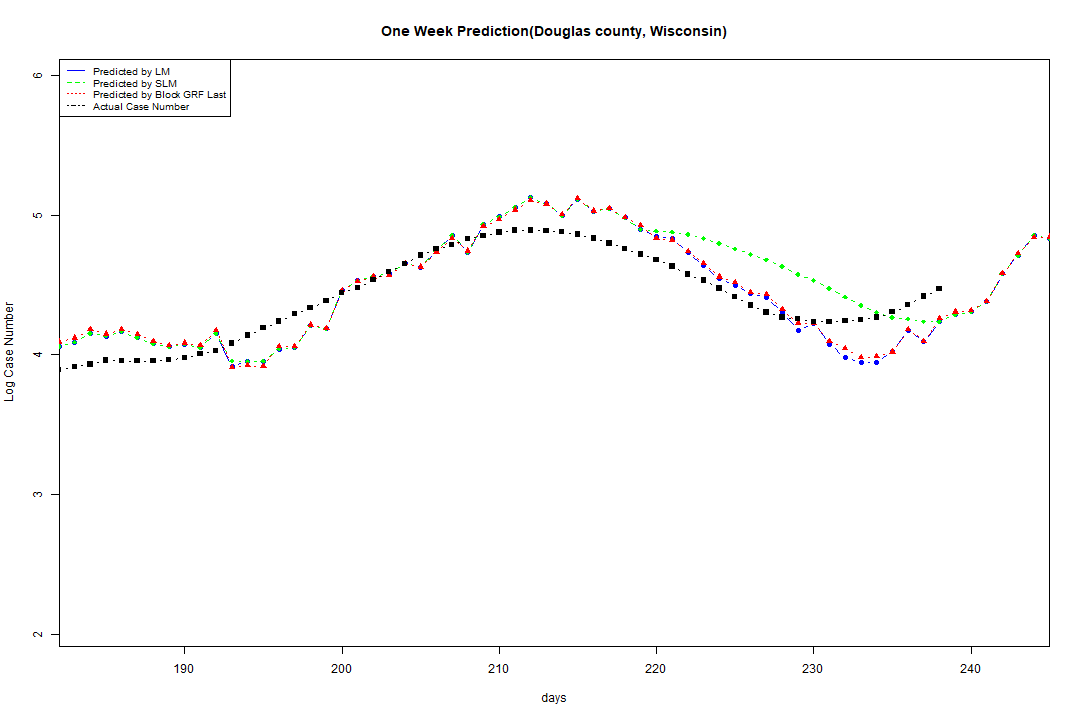 One Week Prediction(Douglas county, Wisconsin)
Predicted by LM
Predicted by SLM
Predicted by Block GRF Last
Actual Case Number
6
5
4
3
2
Log Case Number
190
200
210
220
230
240
days